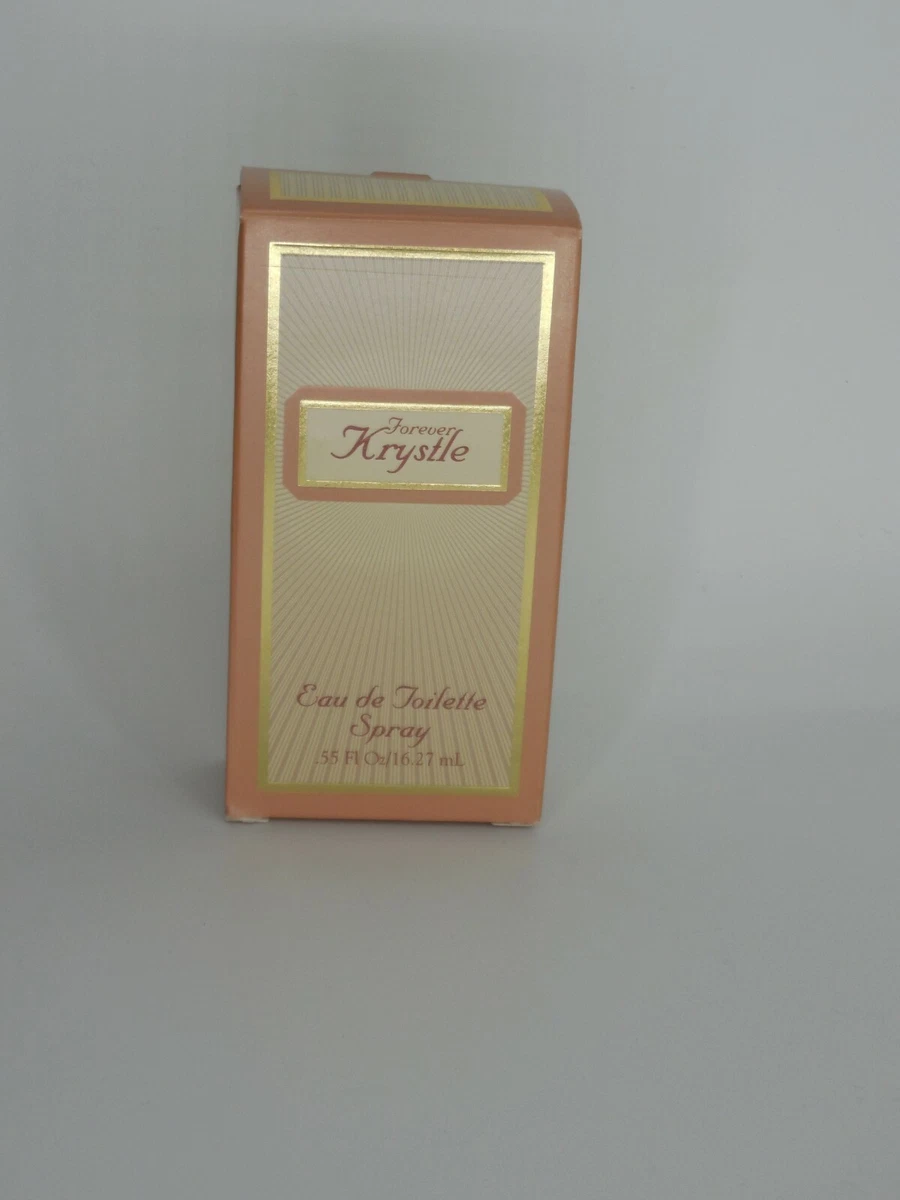 Forever
Krystle
Eau de Toilette
Spray
.55 Fl Oz/16.27 mL